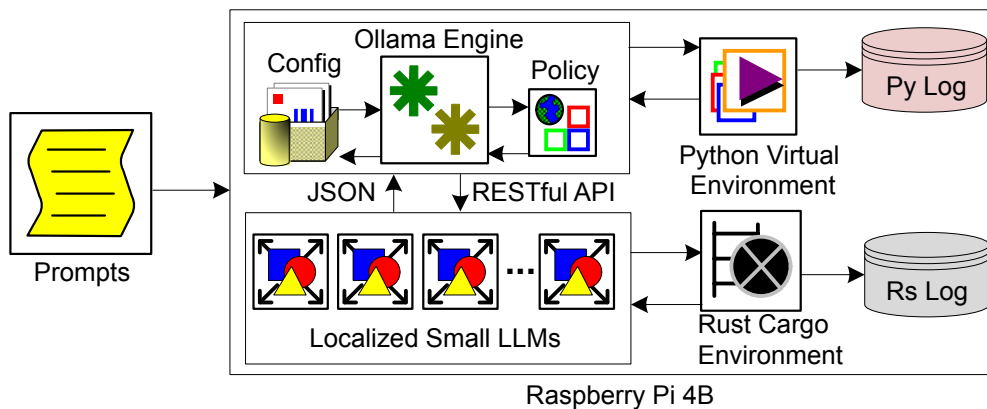 Ollama Engine
Config
Policy
Py Log
Python Virtual
Environment
JSON
RESTful API
Prompts
...
Localized Small LLMs
Rust Cargo
Environment
Rs Log
Raspberry Pi 4B